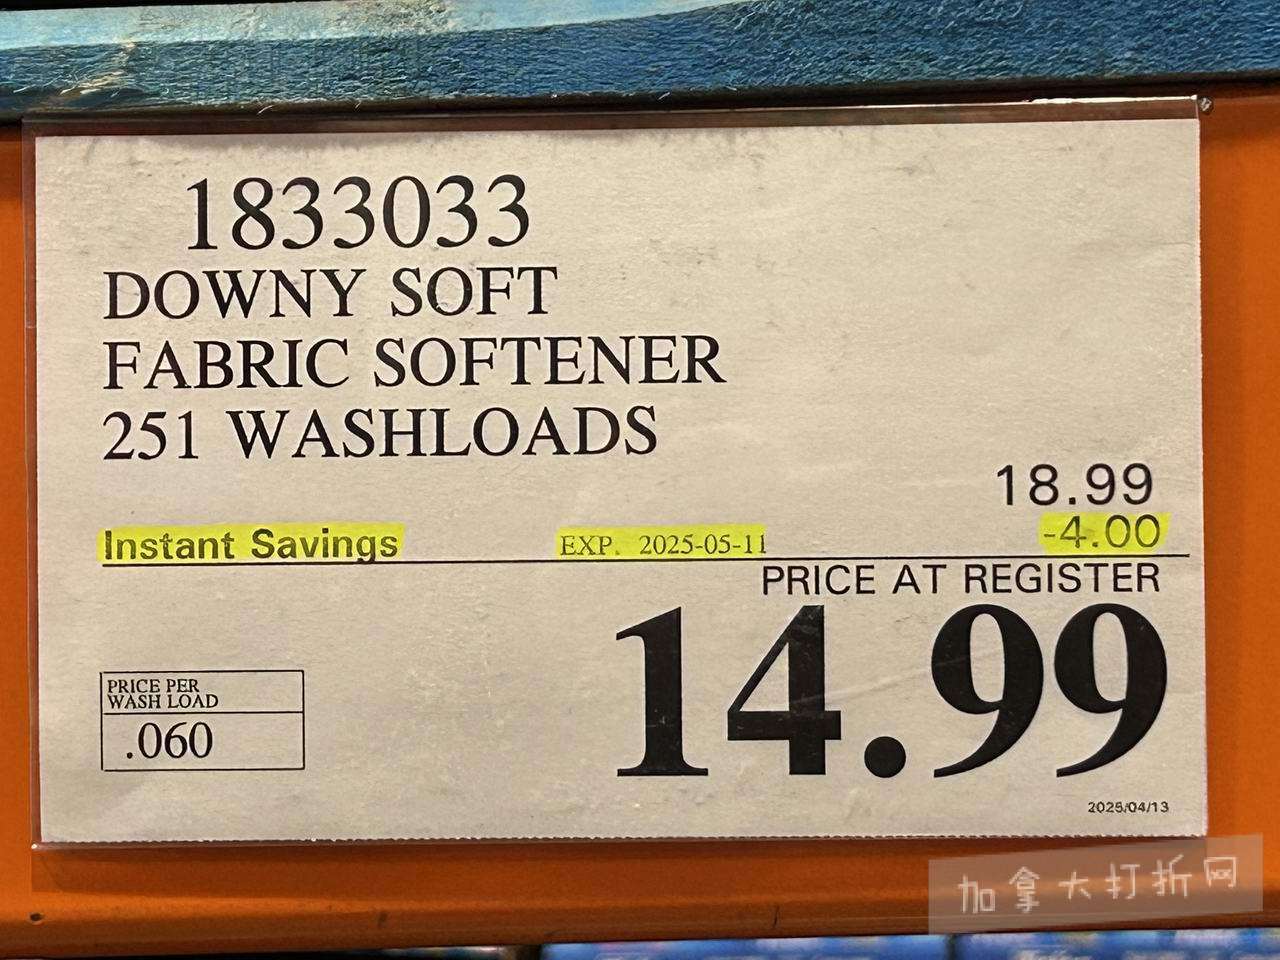 1833033
DOWNY SOFT
FABRIC SOFTENER
251 WASHLOADS
18.99
Instant Savings EXP. 2025-05-11 -4.00
PRICE AT REGISTER
14.99
PRICE PER
WASH LOAD
.060
2025/04/13
加拿大打折网